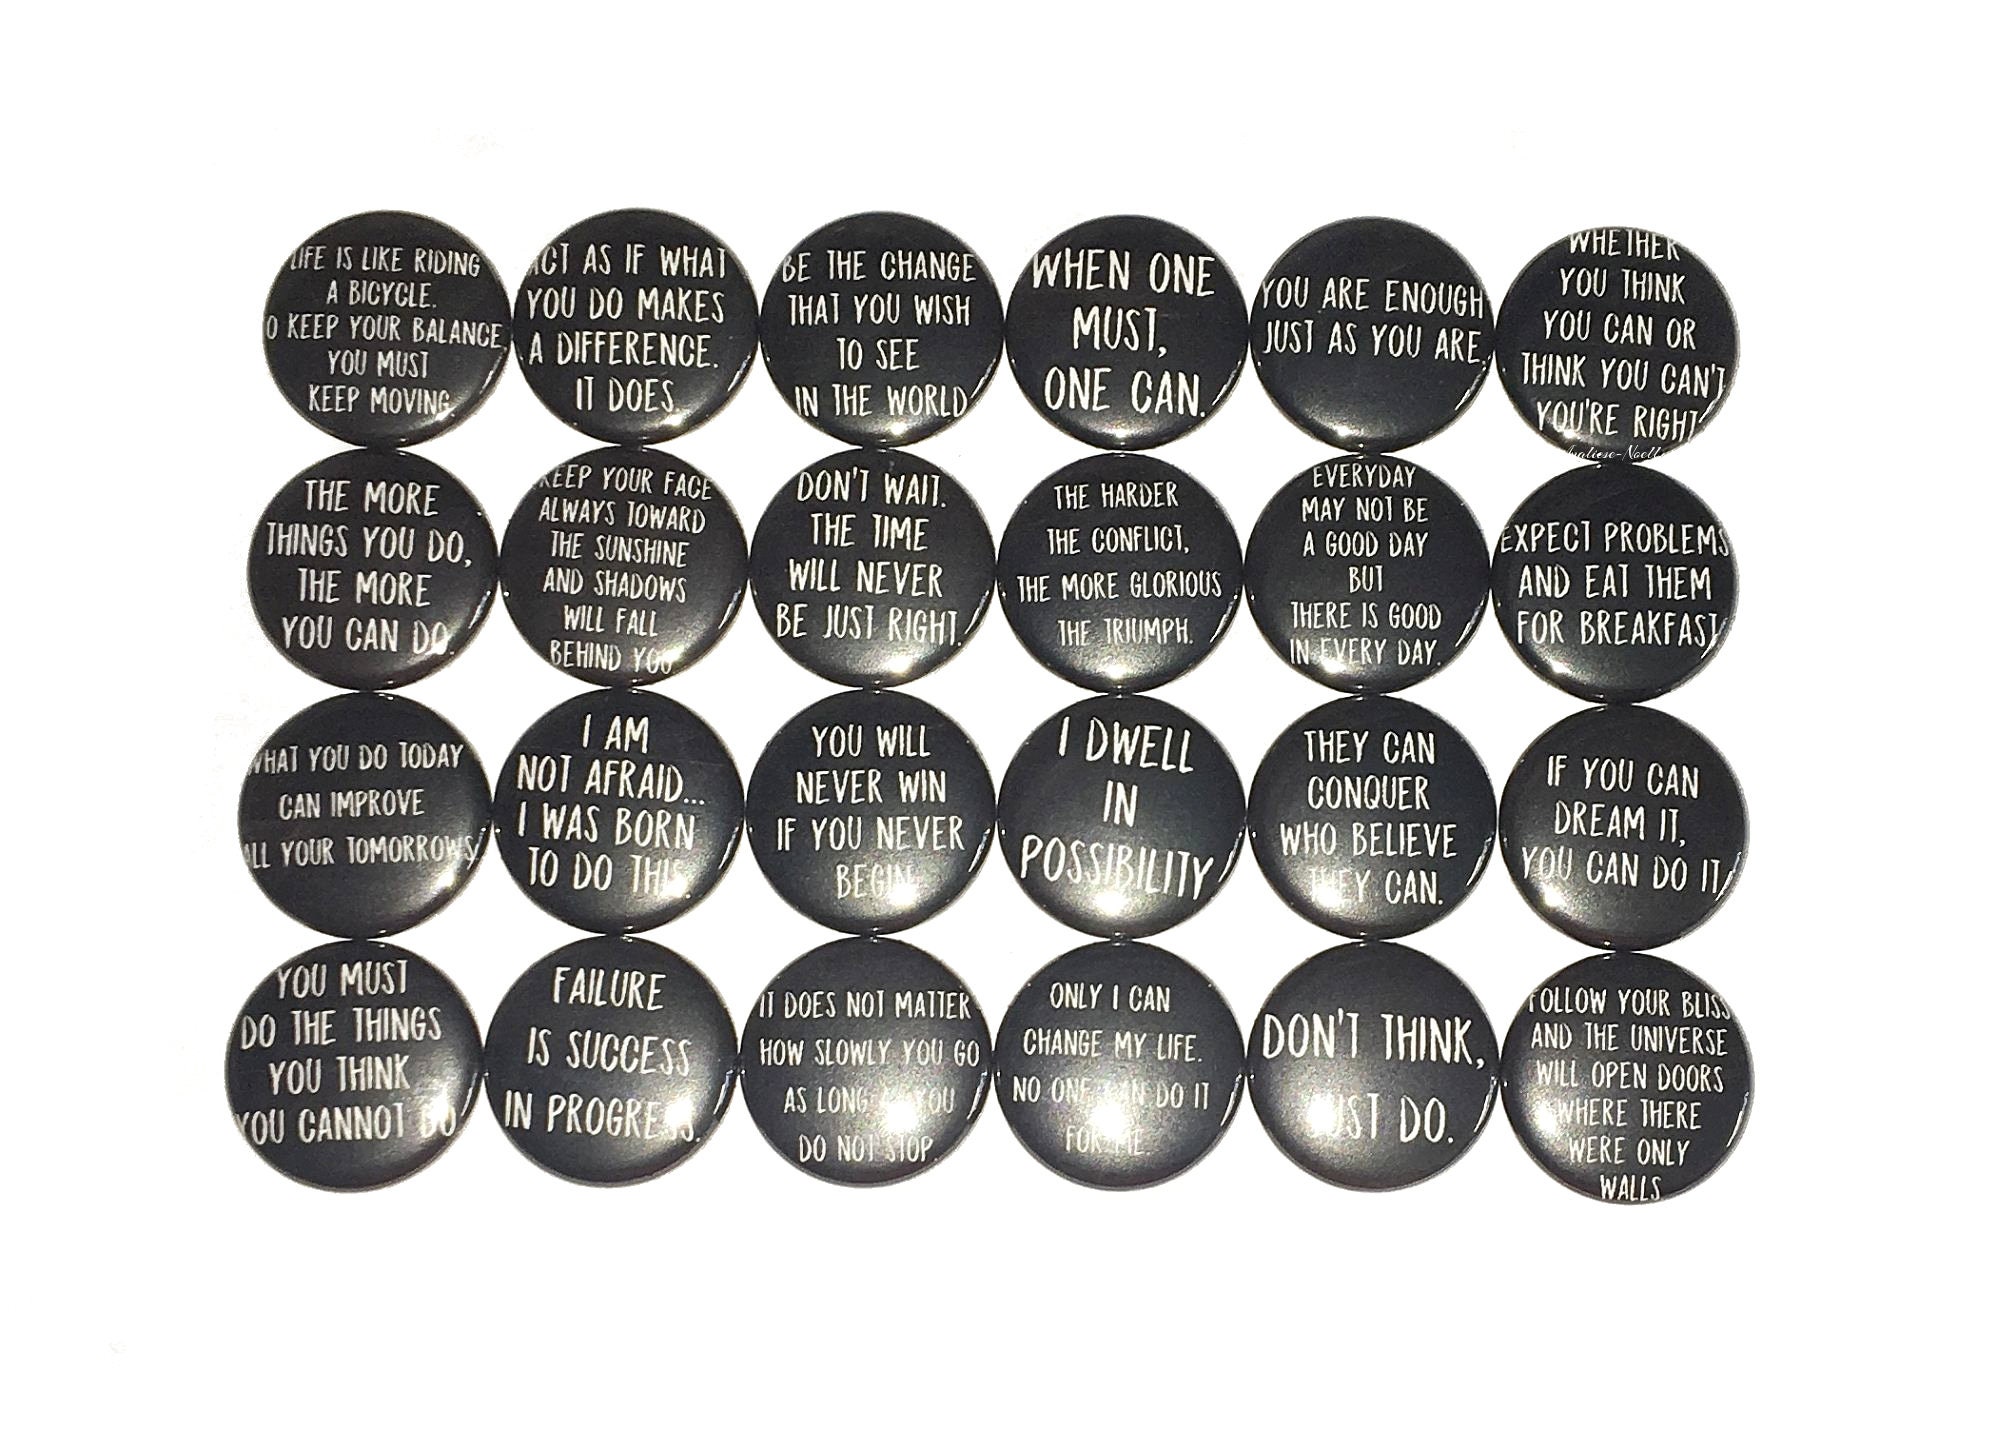 LIFE IS LIKE RIDING
A BICYCLE.
O KEEP YOUR BALANCE,
YOU MUST
KEEP MOVING.
ACT AS IF WHAT
YOU DO MAKES
A DIFFERENCE.
IT DOES.
BE THE CHANGE
THAT YOU WISH
TO SEE
IN THE WORLD
WHEN ONE
MUST,
ONE CAN.
YOU ARE ENOUGH
JUST AS YOU ARE.
WHETHER
YOU THINK
YOU CAN OR
THINK YOU CAN'T
YOU'RE RIGHT
THE MORE
THINGS YOU DO,
THE MORE
YOU CAN DO.
KEEP YOUR FACE
ALWAYS TOWARD
THE SUNSHINE
AND SHADOWS
WILL FALL
BEHIND YOU
DON'T WAIT.
THE TIME
WILL NEVER
BE JUST RIGHT.
THE HARDER
THE CONFLICT,
THE MORE GLORIOUS
THE TRIUMPH.
EVERYDAY
MAY NOT BE
A GOOD DAY
BUT
THERE IS GOOD
IN EVERY DAY.
EXPECT PROBLEMS
AND EAT THEM
FOR BREAKFAST
WHAT YOU DO TODAY
CAN IMPROVE
ALL YOUR TOMORROWS.
I AM
NOT AFRAID...
I WAS BORN
TO DO THIS.
YOU WILL
NEVER WIN
IF YOU NEVER
BEGIN.
I DWELL
IN
POSSIBILITY
THEY CAN
CONQUER
WHO BELIEVE
THEY CAN.
IF YOU CAN
DREAM IT,
YOU CAN DO IT
YOU MUST
DO THE THINGS
YOU THINK
YOU CANNOT DO
FAILURE
IS SUCCESS
IN PROGRESS.
IT DOES NOT MATTER
HOW SLOWLY YOU GO
AS LONG AS YOU
DO NOT STOP.
ONLY I CAN
CHANGE MY LIFE.
NO ONE CAN DO IT
FOR ME.
DON'T THINK,
JUST DO.
FOLLOW YOUR BLISS
AND THE UNIVERSE
WILL OPEN DOORS
WHERE THERE
WERE ONLY
WALLS.